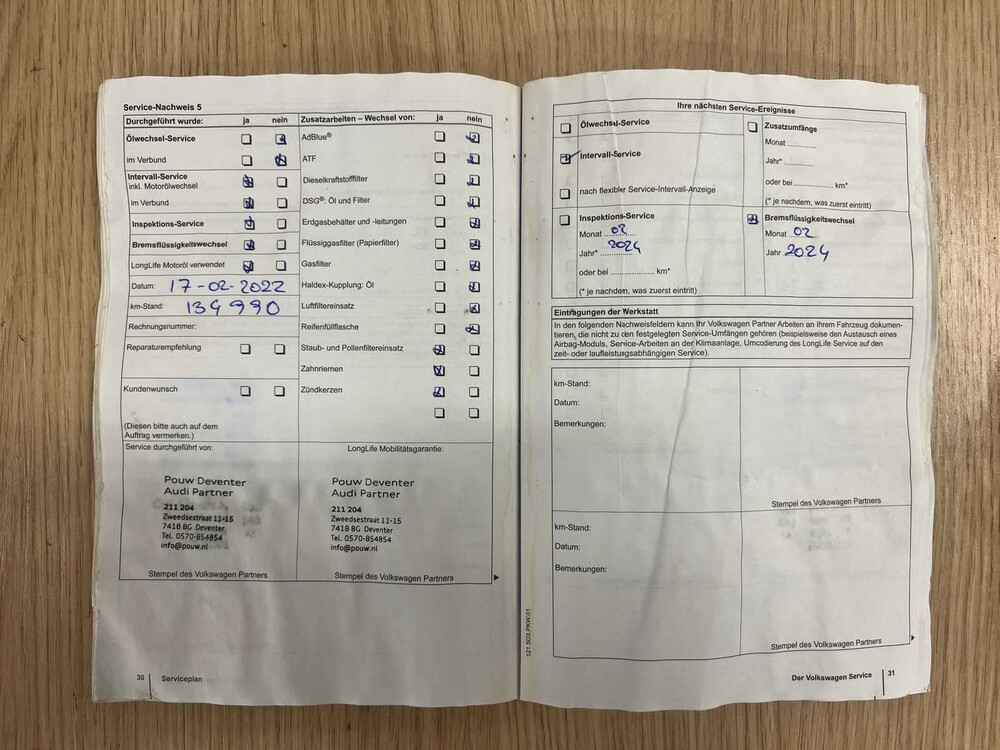 Service-Nachweis 5
Durchgeführt wurde: ja nein
Ölwechsel-Service
im Verbund
Intervall-Service
inkl. Motorölwechsel
im Verbund
Inspektions-Service
Bremsflüssigkeitswechsel
LongLife Motoröl verwendet
Datum: 17-02-2022
km-Stand: 134990
Rechnungsnummer:
Reparaturempfehlung
Kundenwunsch
(Diesen bitte auch auf dem
Auftrag vermerken.)
Zusatzarbeiten – Wechsel von: ja nein
AdBlue®
ATF
Dieselkraftstofffilter
DSG®: Öl und Filter
Erdgasbehälter und -leitungen
Flüssiggasfilter (Papierfilter)
Gasfilter
Haldex-Kupplung: Öl
Luftfiltereinsatz
Reifenfüllflasche
Staub- und Pollenfiltereinsatz
Zahnriemen
Zündkerzen
Service durchgeführt von:
Pouw Deventer
Audi Partner
211 204
Zweedsestraat 11-15
7418 BG Deventer
Tel. 0570-854854
info@pouw.nl
Stempel des Volkswagen Partners
LongLife Mobilitätsgarantie:
Pouw Deventer
Audi Partner
211 204
Zweedsestraat 11-15
7418 BG Deventer
Tel. 0570-854854
info@pouw.nl
Stempel des Volkswagen Partners
30 Serviceplan
Ihre nächsten Service-Ereignisse
Ölwechsel-Service
Intervall-Service
nach flexibler Service-Intervall-Anzeige
Zusatzumfänge
Monat
Jahr*
oder bei km*
(* je nachdem, was zuerst eintritt)
Inspektions-Service
Monat 02
Jahr* 2024
oder bei km*
(* je nachdem, was zuerst eintritt)
Bremsflüssigkeitswechsel
Monat 02
Jahr 2024
Eintragungen der Werkstatt
In den folgenden Nachweisfeldern kann Ihr Volkswagen Partner Arbeiten an Ihrem Fahrzeug dokumen-
tieren, die nicht zu den festgelegten Service-Umfängen gehören (beispielsweise den Austausch eines
Airbag-Moduls, Service-Arbeiten an der Klimaanlage, Umcodierung des LongLife Service auf den
zeit- oder laufleistungsabhängigen Service).
km-Stand:
Datum:
Bemerkungen:
Stempel des Volkswagen Partners
km-Stand:
Datum:
Bemerkungen:
Stempel des Volkswagen Partners
121.5D3.PKW.01
Der Volkswagen Service 31